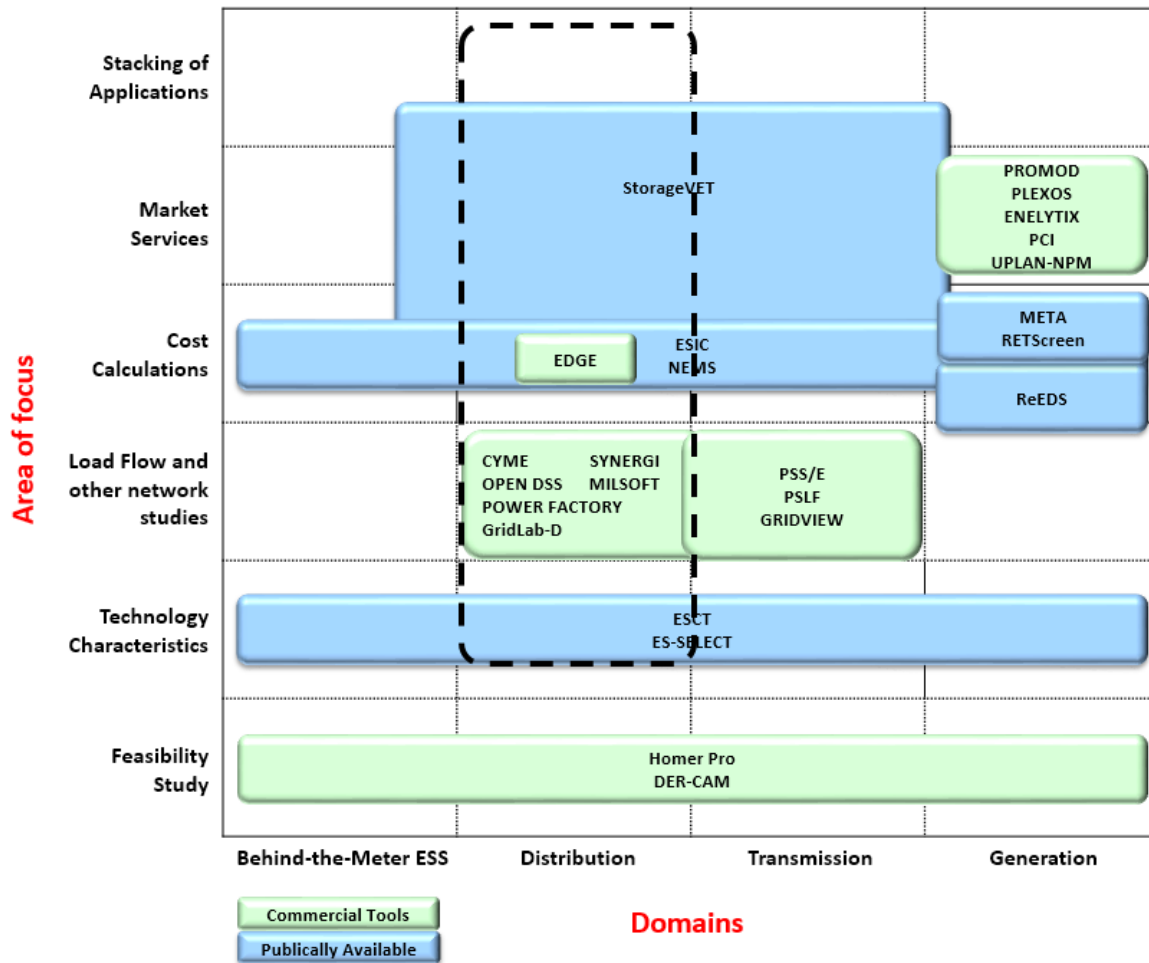 Stacking of
Applications
StorageVET
Market
Services
PROMOD
PLEXOS
ENELYTIX
PCI
UPLAN-NPM
Area of focus
Cost
Calculations
EDGE
ESIC
NEMS
META
RETScreen
ReEDS
Load Flow and
other network
studies
CYME SYNERGI
OPEN DSS MILSOFT
POWER FACTORY
GridLab-D
PSS/E
PSLF
GRIDVIEW
Technology
Characteristics
ESCT
ES-SELECT
Feasibility
Study
Homer Pro
DER-CAM
Behind-the-Meter ESS Distribution Transmission Generation
Commercial Tools
Publically Available
Domains